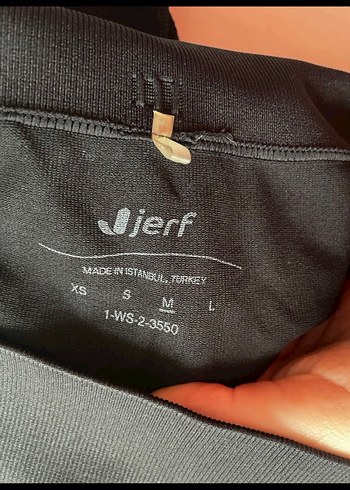 jerf
MADE IN ISTANBUL, TURKEY
XS S M L
1-WS-2-3550